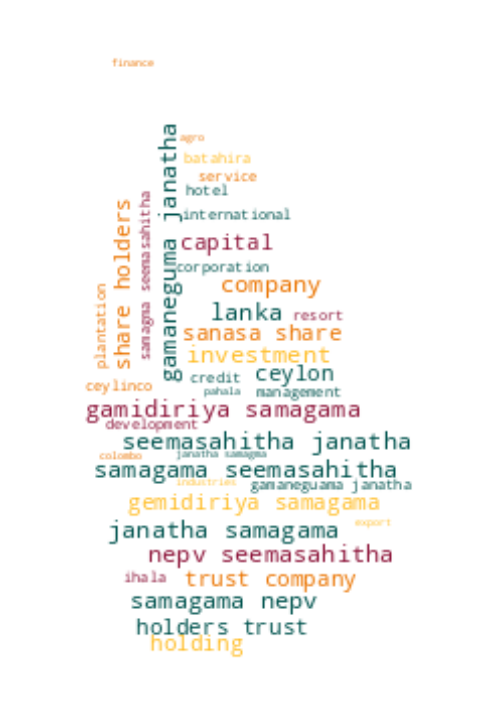 finance
agro
gamaneguma janatha
batahira
service
hotel
samagma seemasahitha
share holders
international
capital
corporation
plantation
company
lanka
resort
sanasa share
investment
ceylon
credit
ceylinco
pahala
management
gamidiriya samagama
development
seemasahitha janatha
colombo
janatha samagma
samagama seemasahitha
industries
gamaneguama janatha
gemidiriya samagama
export
janatha samagama
nepv seemasahitha
ihala
trust company
samagama nepv
holders trust
holding